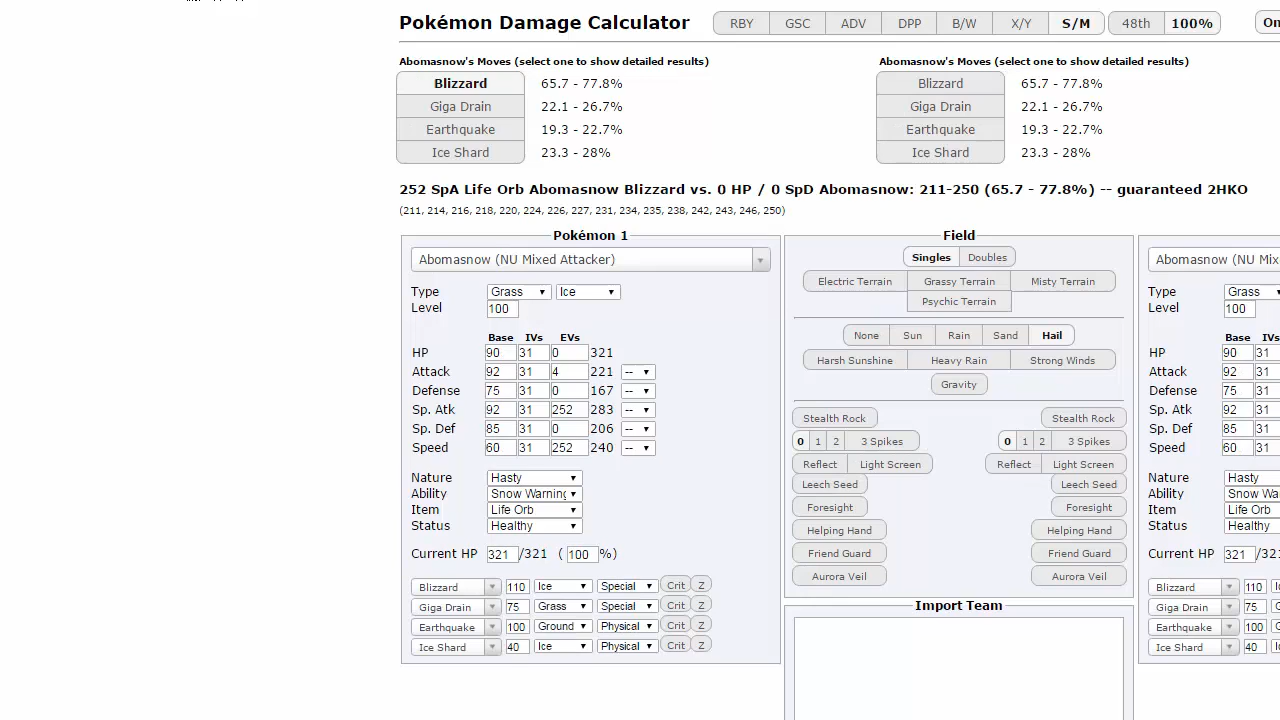 Pokémon Damage Calculator RBY GSC ADV DPP B/W X/Y S/M 48th 100% On
Abomasnow's Moves (select one to show detailed results) Abomasnow's Moves (select one to show detailed results)
Blizzard 65.7 - 77.8% Blizzard 65.7 - 77.8%
Giga Drain 22.1 - 26.7% Giga Drain 22.1 - 26.7%
Earthquake 19.3 - 22.7% Earthquake 19.3 - 22.7%
Ice Shard 23.3 - 28% Ice Shard 23.3 - 28%
252 SpA Life Orb Abomasnow Blizzard vs. 0 HP / 0 SpD Abomasnow: 211-250 (65.7 - 77.8%) -- guaranteed 2HKO
(211, 214, 216, 218, 220, 224, 226, 227, 231, 234, 235, 238, 242, 243, 246, 250)
Pokémon 1
Abomasnow (NU Mixed Attacker)
Type Grass Ice
Level 100
Base IVs EVs
HP 90 31 0 321
Attack 92 31 4 221 --
Defense 75 31 0 167 --
Sp. Atk 92 31 252 283 --
Sp. Def 85 31 0 206 --
Speed 60 31 252 240 --
Nature Hasty
Ability Snow Warning
Item Life Orb
Status Healthy
Current HP 321 /321 ( 100 %)
Blizzard 110 Ice Special Crit Z
Giga Drain 75 Grass Special Crit Z
Earthquake 100 Ground Physical Crit Z
Ice Shard 40 Ice Physical Crit Z
Field
Singles Doubles
Electric Terrain Grassy Terrain Misty Terrain
Psychic Terrain
None Sun Rain Sand Hail
Harsh Sunshine Heavy Rain Strong Winds
Gravity
Stealth Rock Stealth Rock
0 1 2 3 Spikes 0 1 2 3 Spikes
Reflect Light Screen Reflect Light Screen
Leech Seed Leech Seed
Foresight Foresight
Helping Hand Helping Hand
Friend Guard Friend Guard
Aurora Veil Aurora Veil
Import Team
Abomasnow (NU Mix
Type Grass
Level 100
Base IVs
HP 90 31
Attack 92 31
Defense 75 31
Sp. Atk 92 31
Sp. Def 85 31
Speed 60 31
Nature Hasty
Ability Snow Wa
Item Life Orb
Status Healthy
Current HP 321 /321
Blizzard 110
Giga Drain 75
Earthquake 100
Ice Shard 40